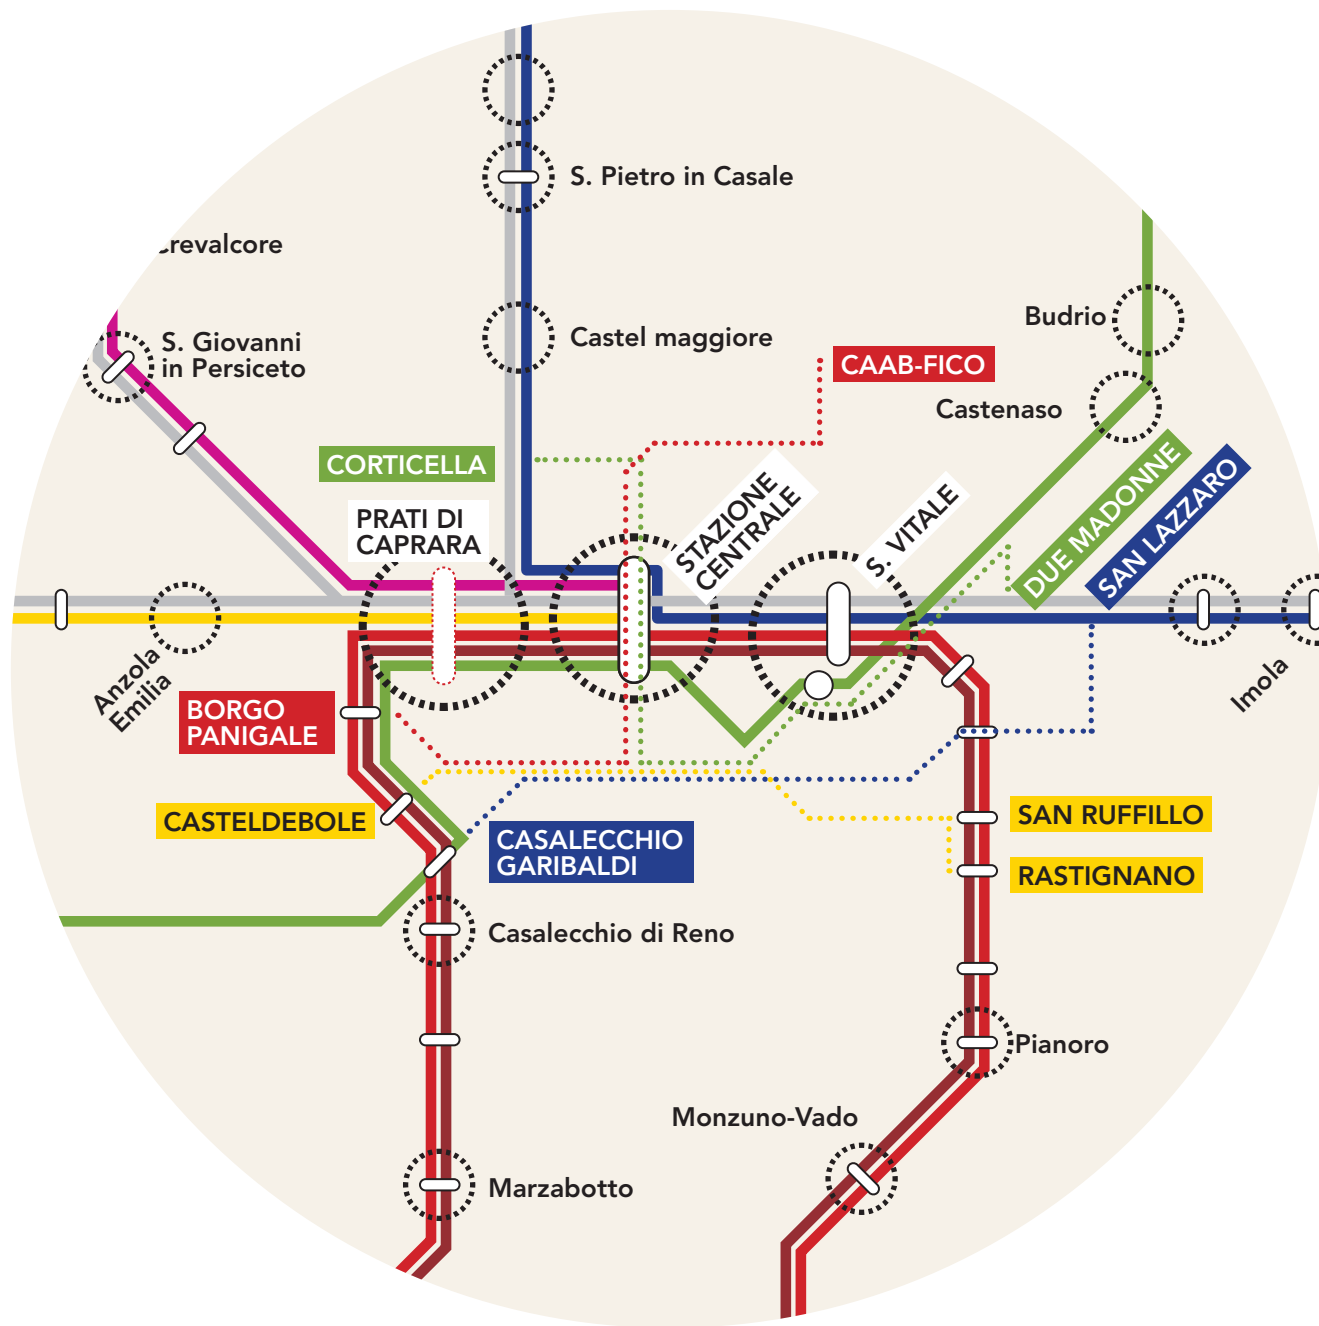 S. Pietro in Casale
crevalcore
S. Giovanni
in Persiceto
Castel maggiore
Budrio
CAAB-FICO
Castenaso
CORTICELLA
PRATI DI
CAPRARA
STAZIONE
CENTRALE
S. VITALE
DUE MADONNE
SAN LAZZARO
Anzola
Emilia
Imola
BORGO
PANIGALE
CASTELDEBOLE
CASALECCHIO
GARIBALDI
SAN RUFFILLO
RASTIGNANO
Casalecchio di Reno
Pianoro
Monzuno-Vado
Marzabotto